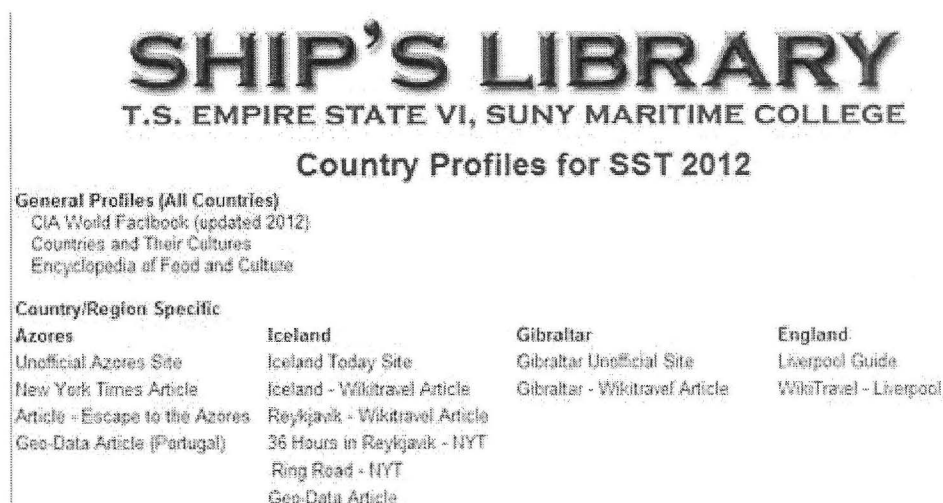 SHIP'S LIBRARY
T.S. EMPIRE STATE VI, SUNY MARITIME COLLEGE
Country Profiles for SST 2012
General Profiles (All Countries)
CIA World Factbook (updated 2012)
Countries and Their Cultures
Encyclopedia of Food and Culture
Country/Region Specific
Azores Iceland Gibraltar England
Unofficial Azores Site Iceland Today Site Gibraltar Unofficial Site Liverpool Guide
New York Times Article Iceland - Wikitravel Article Gibraltar - Wikitravel Article WikiTravel - Liverpool
Article - Escape to the Azores Reykjavik - Wikitravel Article
Geo-Data Article (Portugal) 36 Hours in Reykjavik - NYT
Ring Road - NYT
Geo-Data Article